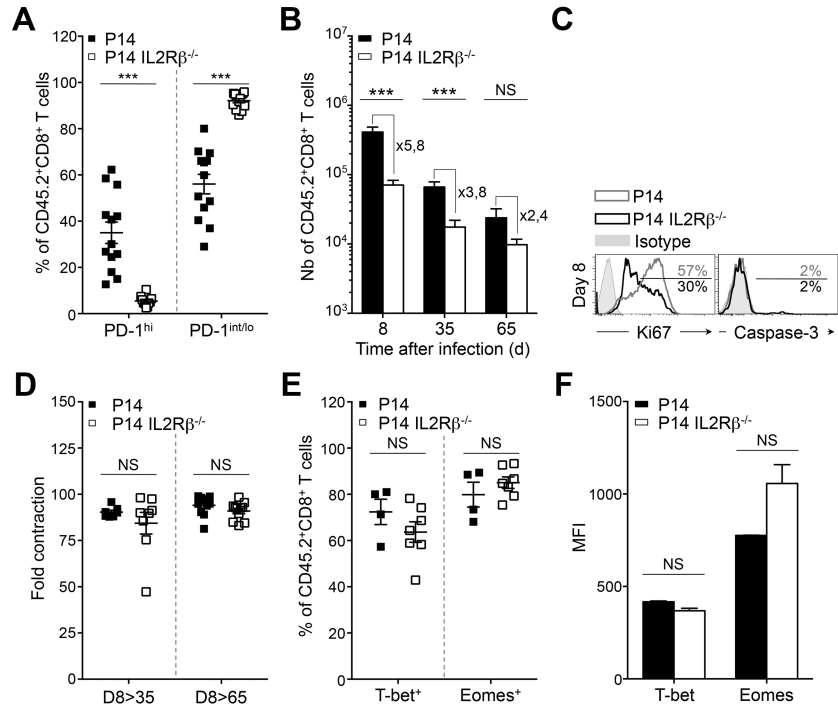 A
P14
P14 IL2Rβ-/-
120
100
80
60
40
20
0
% of CD45.2+CD8+ T cells
***
***
PD-1hi
PD-1int/lo
B
P14
P14 IL2Rβ-/-
10^7
10^6
10^5
10^4
10^3
Nb of CD45.2+CD8+ T cells
***
***
NS
x5,8
x3,8
x2,4
8
35
65
Time after infection (d)
C
P14
P14 IL2Rβ-/-
Isotype
Day 8
57%
30%
2%
2%
Ki67
Caspase-3
D
P14
P14 IL2Rβ-/-
150
125
100
75
50
25
0
Fold contraction
NS
NS
D8>35
D8>65
E
P14
P14 IL2Rβ-/-
120
100
80
60
40
20
0
% of CD45.2+CD8+ T cells
NS
NS
T-bet+
Eomes+
F
P14
P14 IL2Rβ-/-
1500
1000
500
0
MFI
NS
NS
T-bet
Eomes